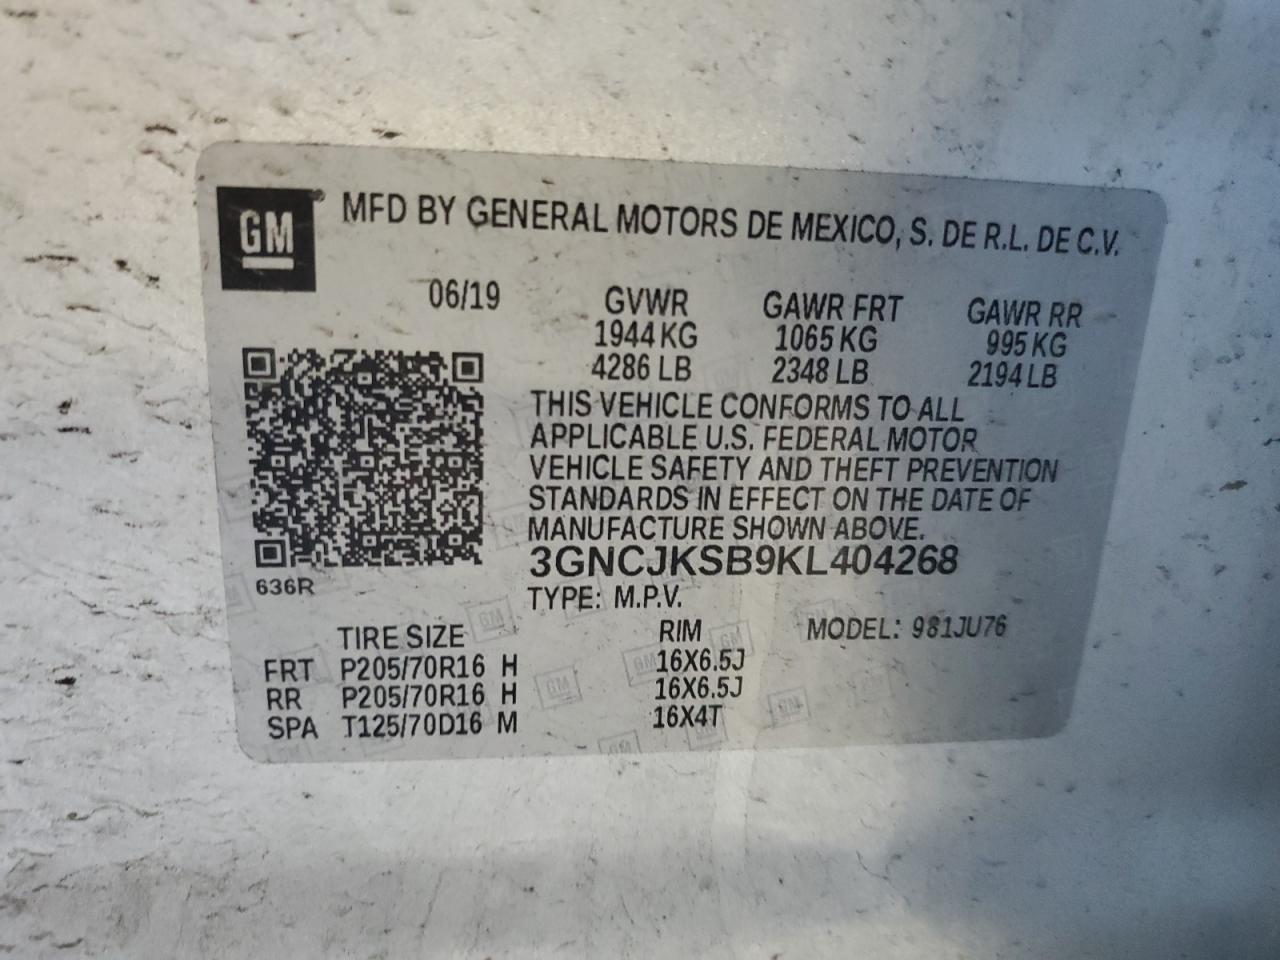 GM
MFD BY GENERAL MOTORS DE MEXICO, S. DE R.L. DE C.V.
06/19 GVWR GAWR FRT GAWR RR
1944 KG 1065 KG 995 KG
4286 LB 2348 LB 2194 LB
THIS VEHICLE CONFORMS TO ALL
APPLICABLE U.S. FEDERAL MOTOR
VEHICLE SAFETY AND THEFT PREVENTION
STANDARDS IN EFFECT ON THE DATE OF
MANUFACTURE SHOWN ABOVE.
3GNCJKSB9KL404268
636R
TYPE: M.P.V.
TIRE SIZE RIM MODEL: 981JU76
FRT P205/70R16 H 16X6.5J
RR P205/70R16 H 16X6.5J
SPA T125/70D16 M 16X4T